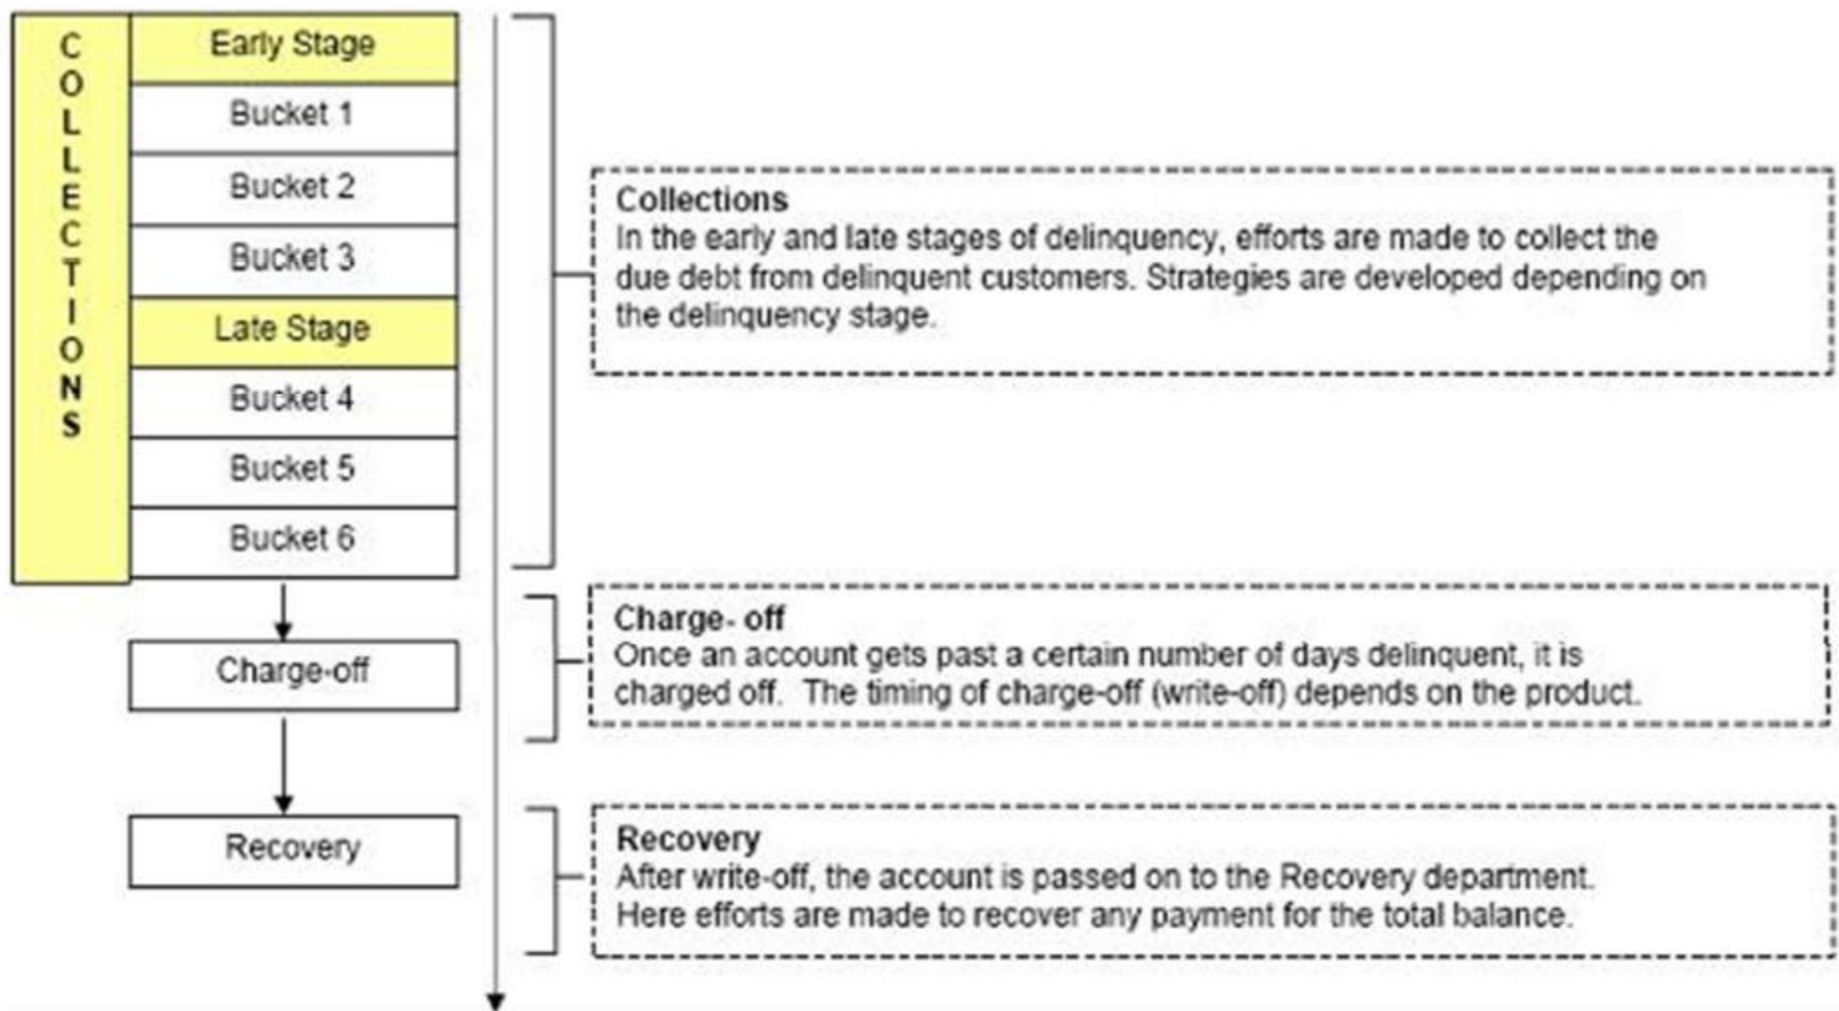 COLLECTIONS
Early Stage
Bucket 1
Bucket 2
Bucket 3
Late Stage
Bucket 4
Bucket 5
Bucket 6
Charge-off
Recovery
Collections
In the early and late stages of delinquency, efforts are made to collect the
due debt from delinquent customers. Strategies are developed depending on
the delinquency stage.
Charge- off
Once an account gets past a certain number of days delinquent, it is
charged off.  The timing of charge-off (write-off) depends on the product.
Recovery
After write-off, the account is passed on to the Recovery department.
Here efforts are made to recover any payment for the total balance.